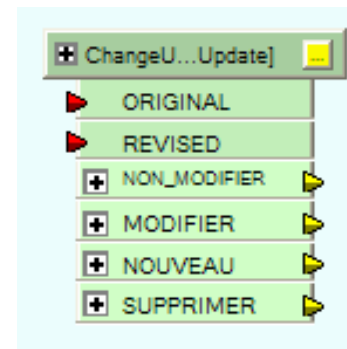 ChangeU...Update]
...
ORIGINAL
REVISED
NON_MODIFIER
MODIFIER
NOUVEAU
SUPPRIMER